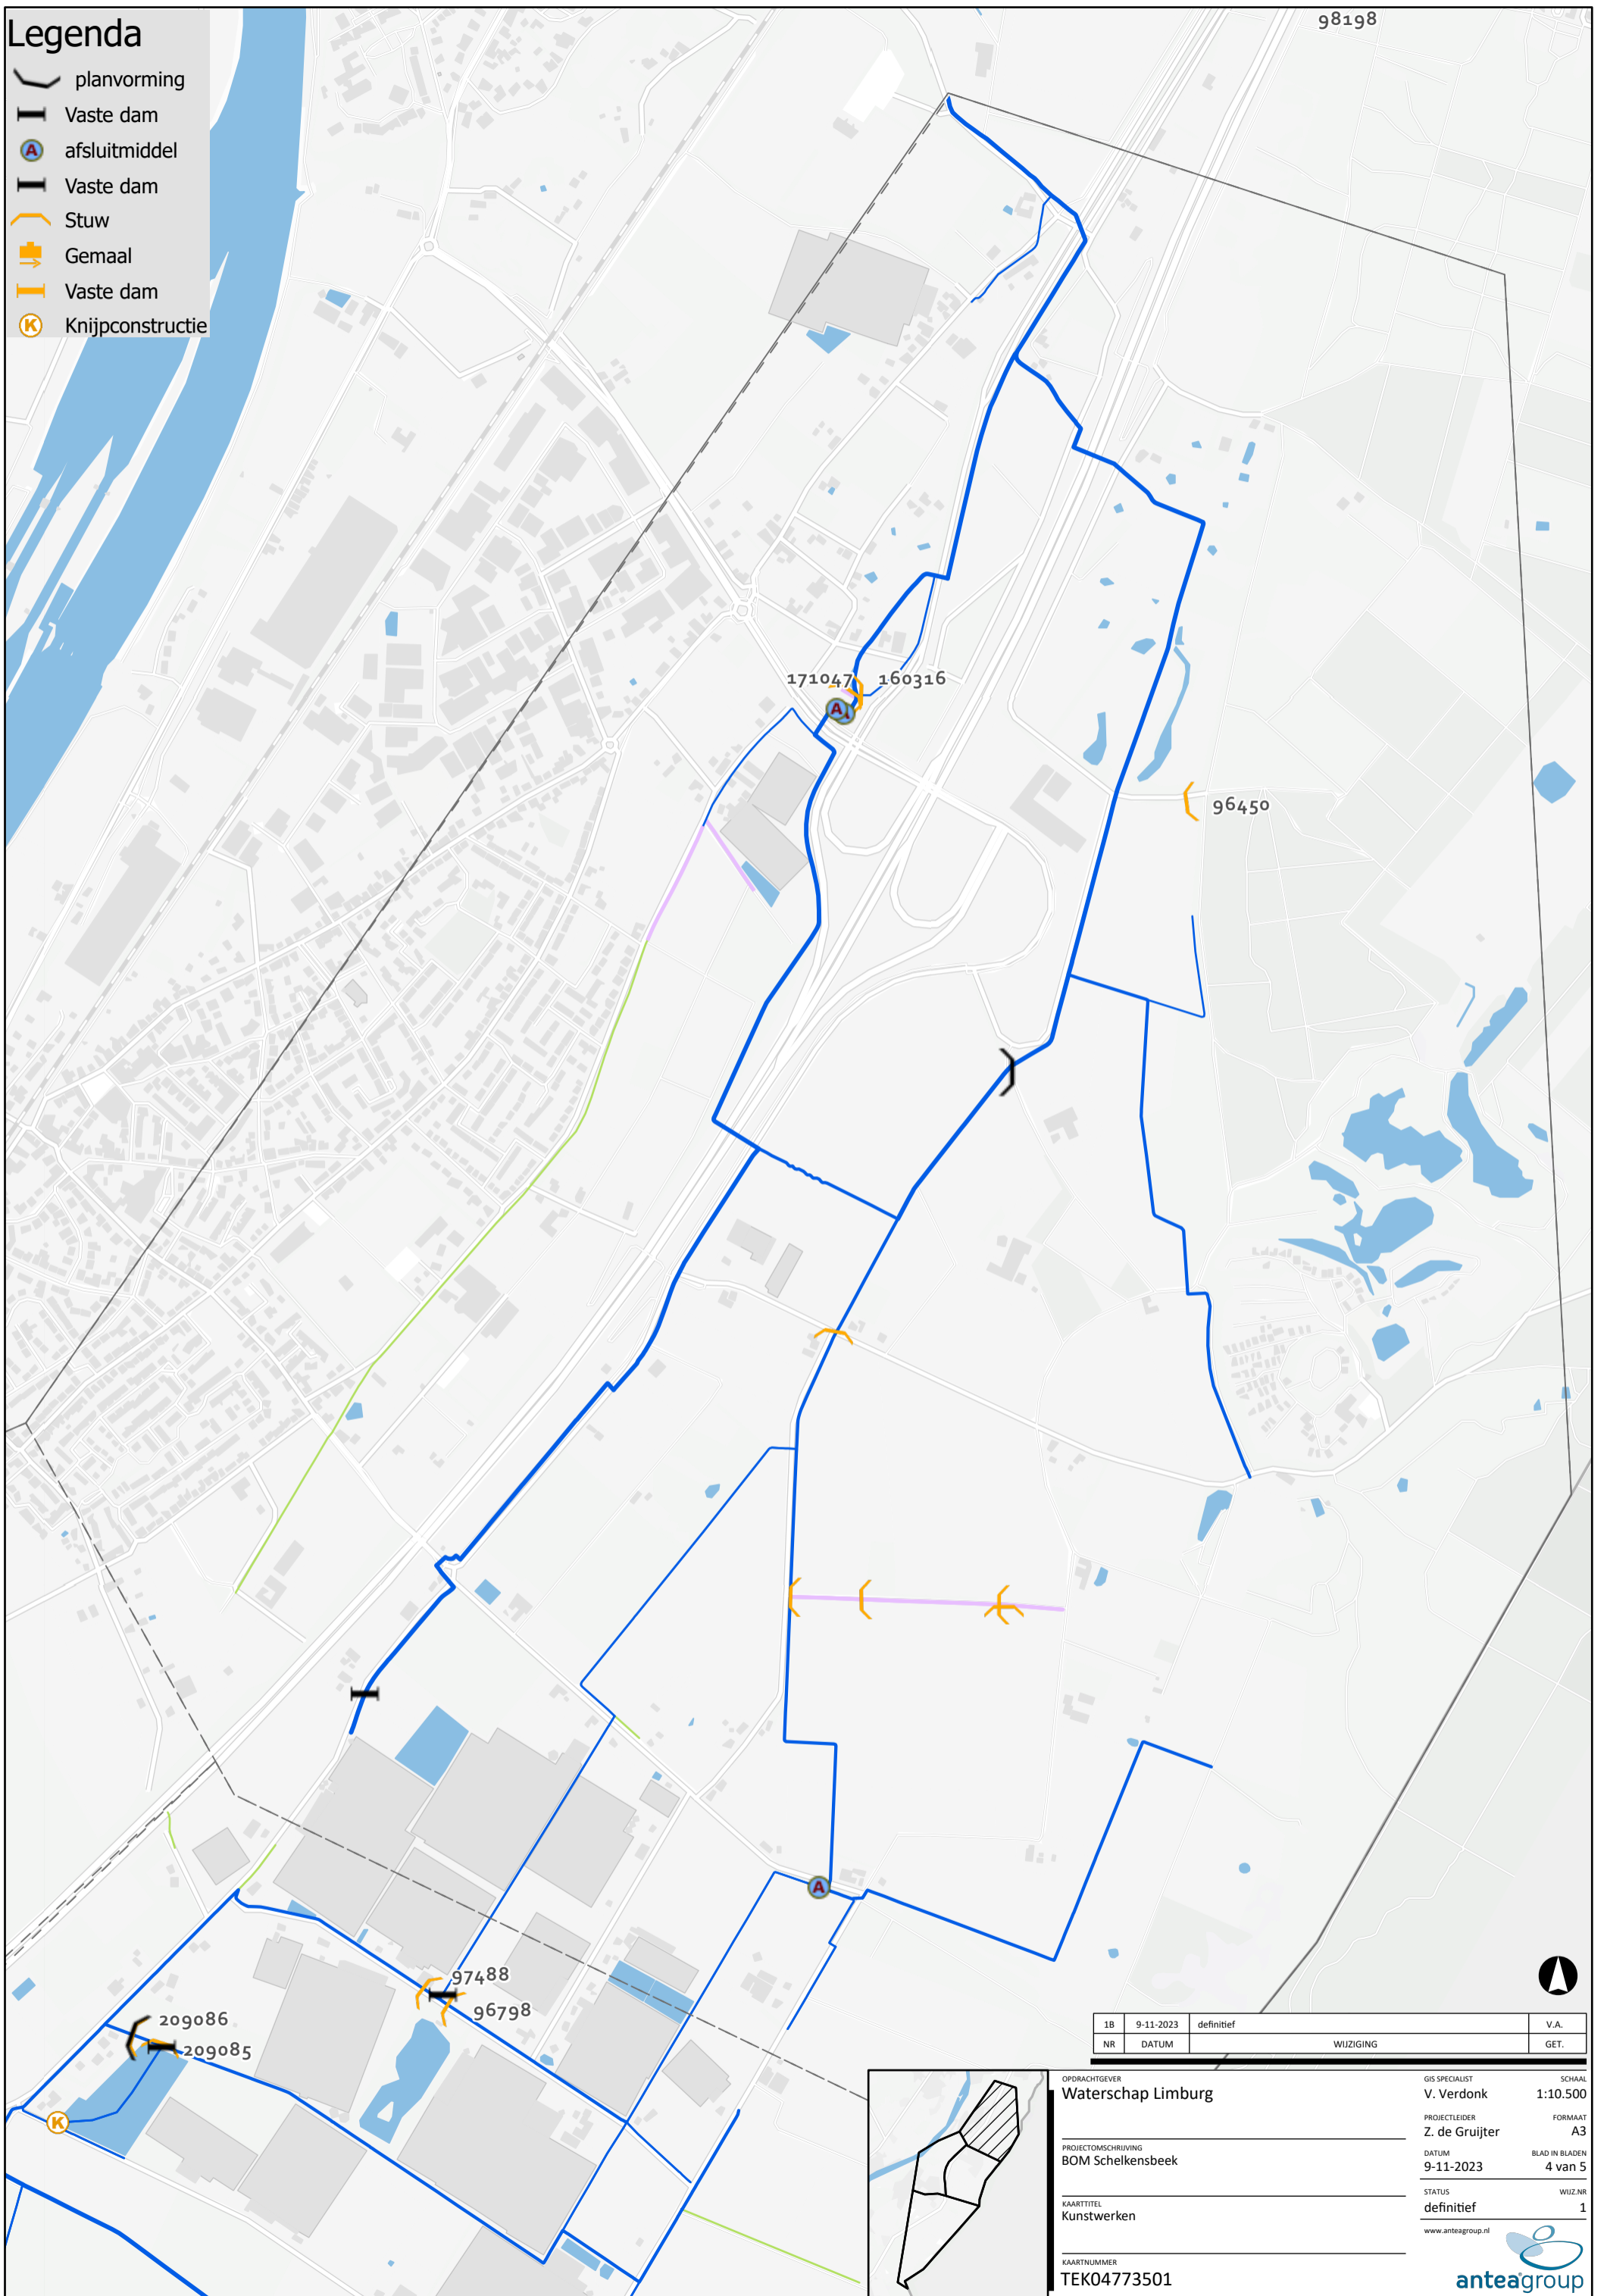 Legenda
planvorming
Vaste dam
A afsluitmiddel
Vaste dam
Stuw
Gemaal
Vaste dam
K Knijpconstructie
98198
171047 160316
A
96450
A
97488
96798
209086
209085
K
1B 9-11-2023 definitief V.A.
NR DATUM WIJZIGING GET.
OPDRACHTGEVER
Waterschap Limburg
PROJECTOMSCHRIJVING
BOM Schelkensbeek
KAARTTITEL
Kunstwerken
KAARTNUMMER
TEK04773501
GIS SPECIALIST SCHAAL
V. Verdonk 1:10.500
PROJECTLEIDER FORMAAT
Z. de Gruijter A3
DATUM BLAD IN BLADEN
9-11-2023 4 van 5
STATUS WIJZ.NR
definitief 1
www.anteagroup.nl
anteagroup